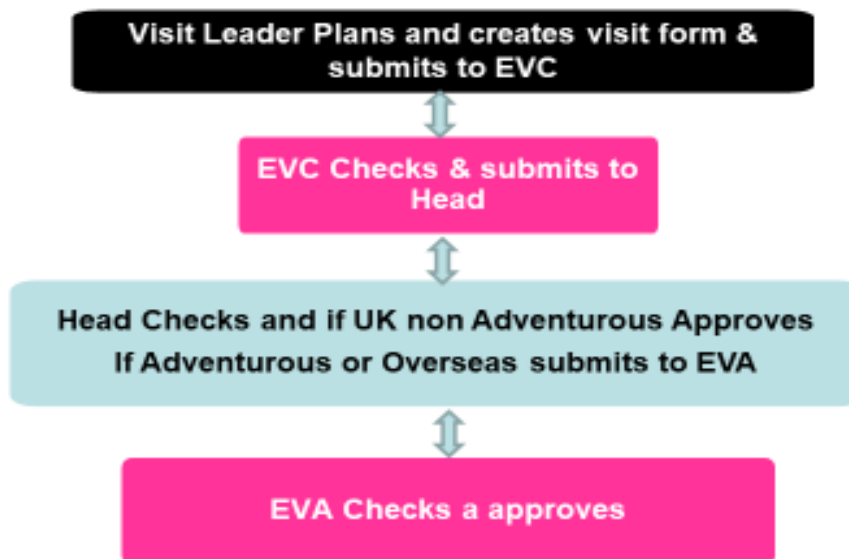 Visit Leader Plans and creates visit form &
submits to EVC
EVC Checks & submits to
Head
Head Checks and if UK non Adventurous Approves
If Adventurous or Overseas submits to EVA
EVA Checks a approves